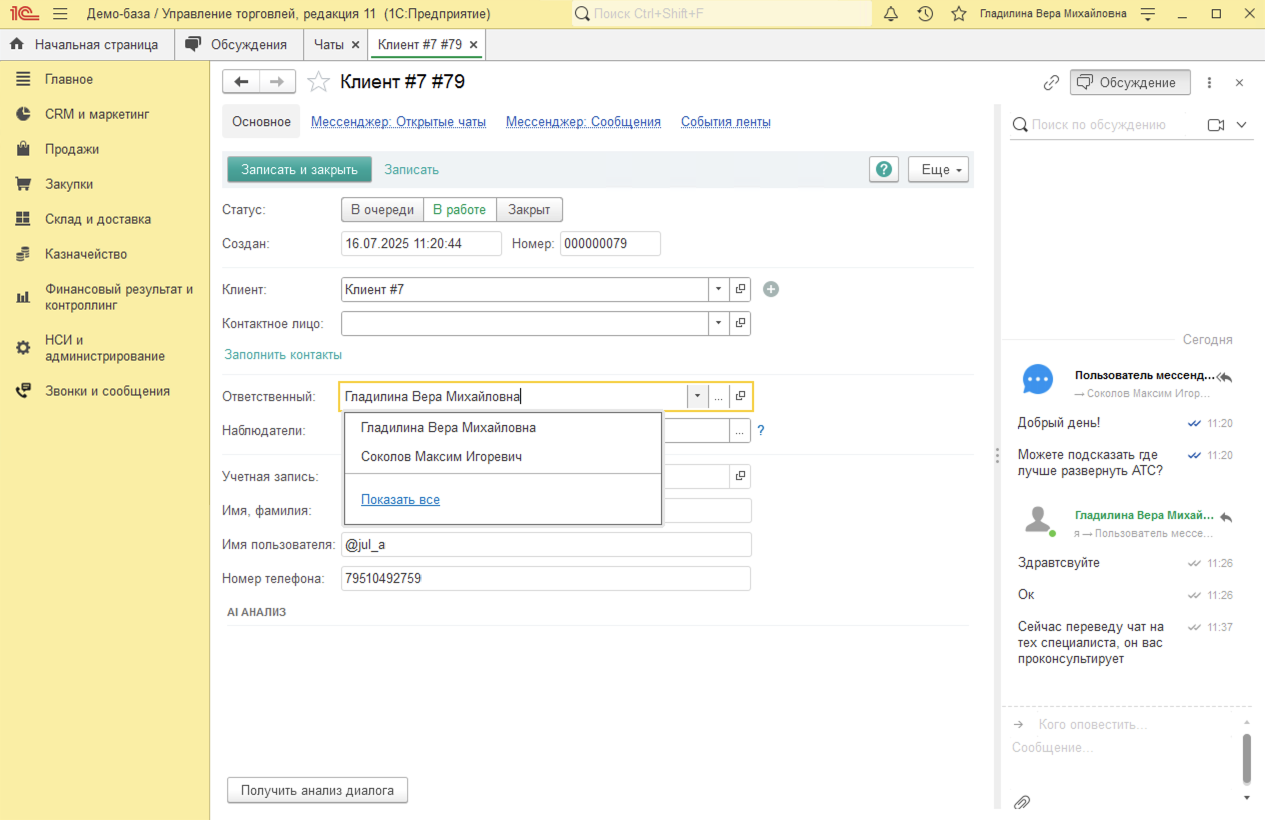 1С Демо-база / Управление торговлей, редакция 11 (1С:Предприятие) Поиск Ctrl+Shift+F Гладилина Вера Михайловна
Начальная страница Обсуждения Чаты × Клиент #7 #79 ×
Главное
CRM и маркетинг
Продажи
Закупки
Склад и доставка
Казначейство
Финансовый результат и
контроллинг
НСИ и
администрирование
Звонки и сообщения
Клиент #7 #79
Основное Мессенджер: Открытые чаты Мессенджер: Сообщения События ленты
Записать и закрыть Записать ? Еще
Статус: В очереди В работе Закрыт
Создан: 16.07.2025 11:20:44 Номер: 000000079
Клиент: Клиент #7
Контактное лицо:
Заполнить контакты
Ответственный: Гладилина Вера Михайловна ...
Гладилина Вера Михайловна
Соколов Максим Игоревич
Показать все
Наблюдатели: ... ?
Учетная запись:
Имя, фамилия:
Имя пользователя: @jul_a
Номер телефона: 79510492759
AI АНАЛИЗ
Получить анализ диалога
Обсуждение
Поиск по обсуждению
Сегодня
Пользователь мессенд...
→ Соколов Максим Игор...
Добрый день! 11:20
Можете подсказать где 11:20
лучше развернуть АТС?
Гладилина Вера Михай...
я → Пользователь мессе...
Здравтсвуйте 11:26
Ок 11:26
Сейчас переведу чат на 11:37
тех специалиста, он вас
проконсультирует
Кого оповестить...
Сообщение...